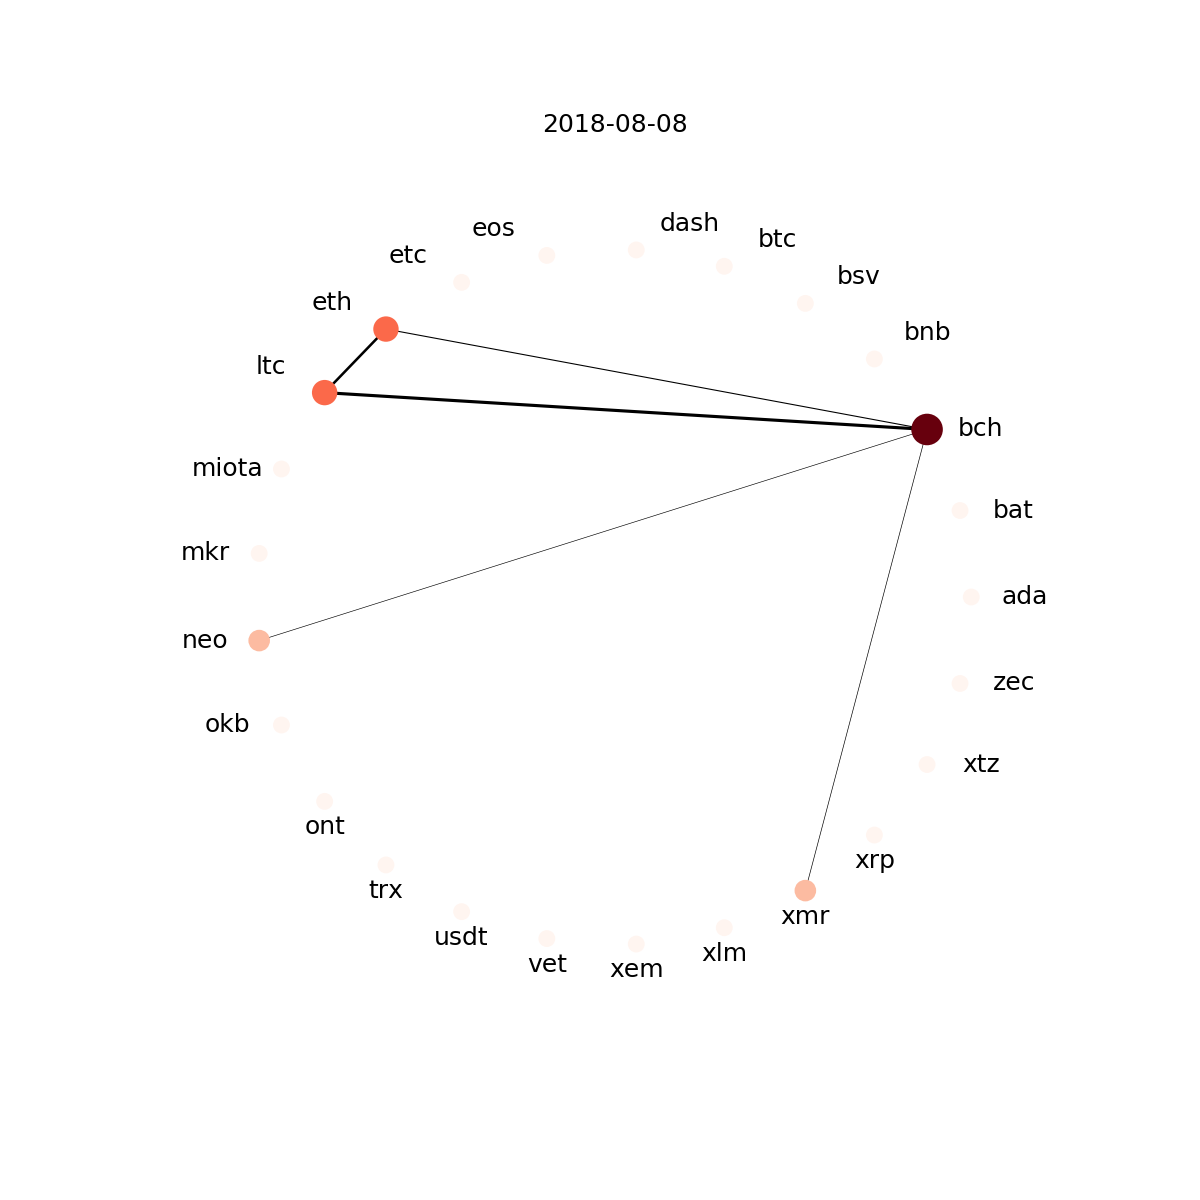 2018-08-08
dash
eos
btc
etc
bsv
eth
bnb
ltc
bch
miota
bat
mkr
ada
neo
zec
okb
xtz
ont
xrp
trx
xmr
usdt
xlm
vet
xem